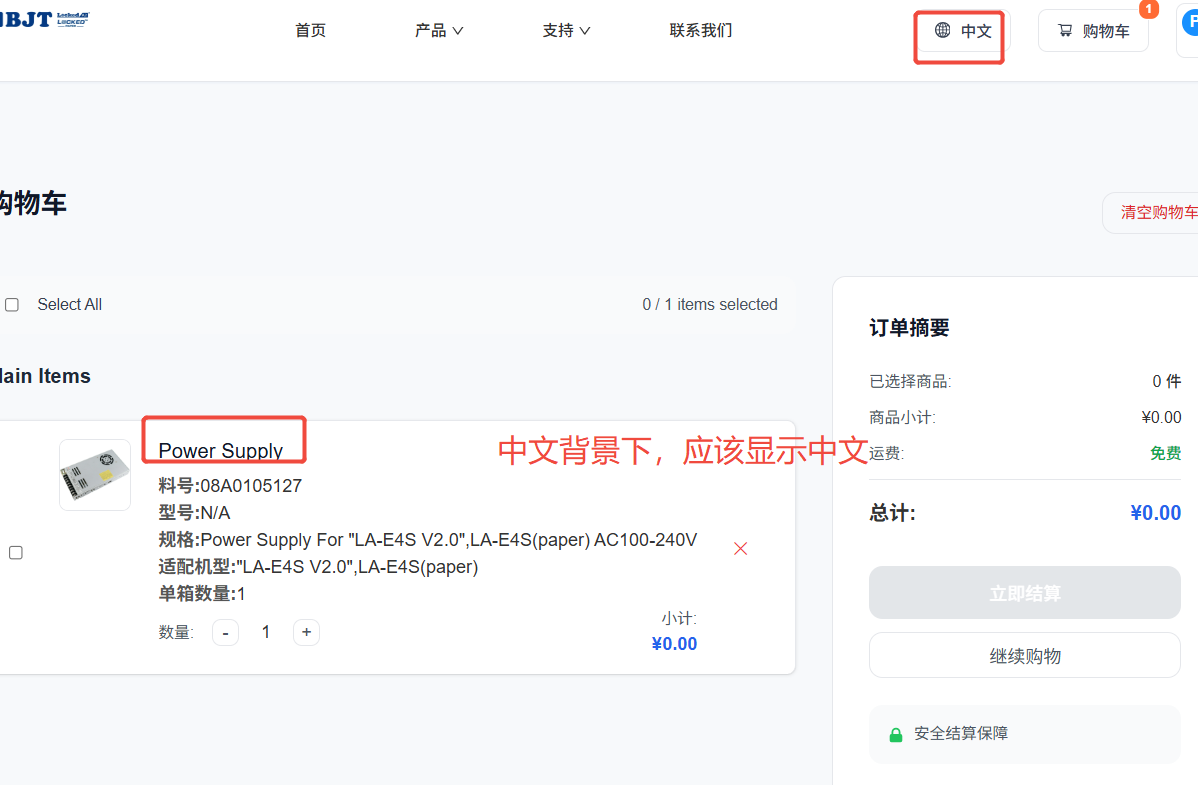 BJT LOCKED
首页
产品
支持
联系我们
中文
购物车
1
购物车
清空购物车
Select All
0 / 1 items selected
Main Items
Power Supply
中文背景下，应该显示中文
料号:08A0105127
型号:N/A
规格:Power Supply For "LA-E4S V2.0",LA-E4S(paper) AC100-240V
适配机型:"LA-E4S V2.0",LA-E4S(paper)
单箱数量:1
数量:
-
1
+
小计:
¥0.00
订单摘要
已选择商品:
0 件
商品小计:
¥0.00
运费:
免费
总计:
¥0.00
立即结算
继续购物
安全结算保障